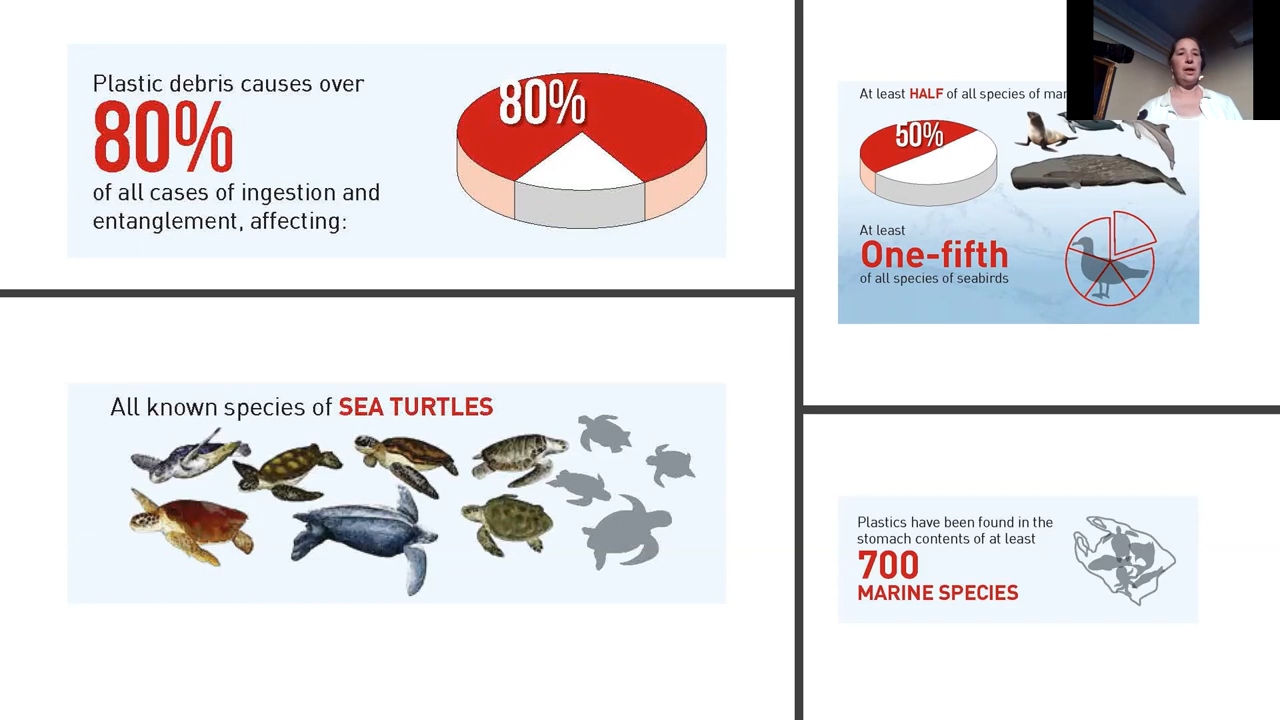 Plastic debris causes over
80%
of all cases of ingestion and
entanglement, affecting:
80%
All known species of SEA TURTLES
At least HALF of all species of
50%
At least
One-fifth
of all species of seabirds
Plastics have been found in the
stomach contents of at least
700
MARINE SPECIES